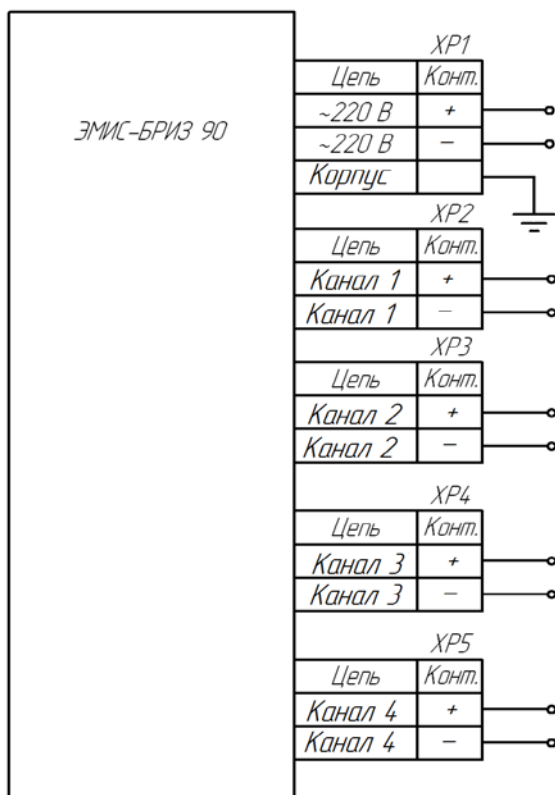 ЭМИС-БРИЗ 90
XP1
Цепь Конт.
~220 В +
~220 В –
Корпус
XP2
Цепь Конт.
Канал 1 +
Канал 1 –
XP3
Цепь Конт.
Канал 2 +
Канал 2 –
XP4
Цепь Конт.
Канал 3 +
Канал 3 –
XP5
Цепь Конт.
Канал 4 +
Канал 4 –